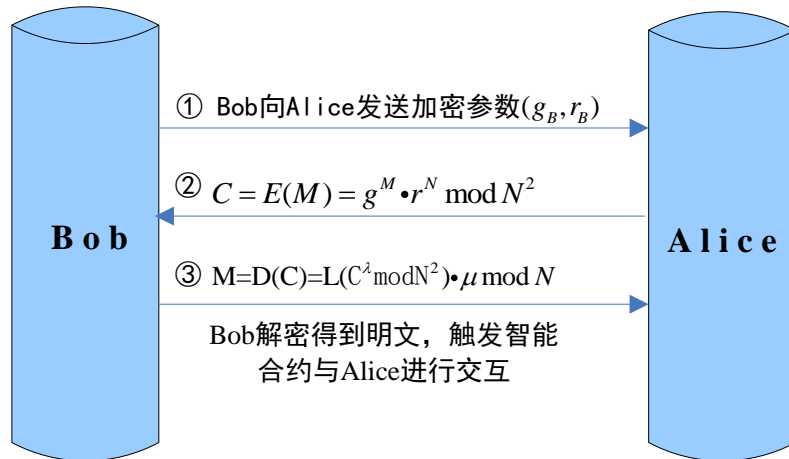 ① Bob向Alice发送加密参数(g_B, r_B)
② C = E(M) = g^M • r^N mod N^2
Bob
Alice
③ M=D(C)=L(C^λmodN^2)•μ mod N
Bob解密得到明文，触发智能
合约与Alice进行交互